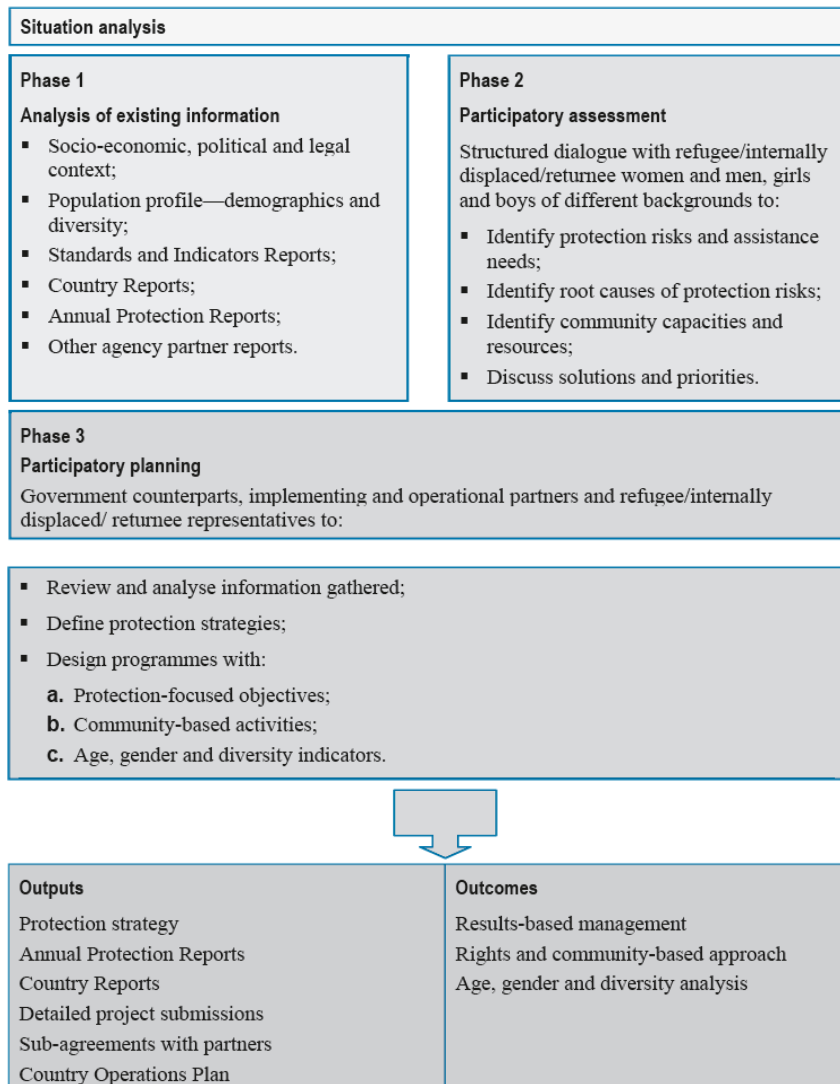 Situation analysis
Phase 1
Analysis of existing information
▪ Socio-economic, political and legal
context;
▪ Population profile—demographics and
diversity;
▪ Standards and Indicators Reports;
▪ Country Reports;
▪ Annual Protection Reports;
▪ Other agency partner reports.
Phase 2
Participatory assessment
Structured dialogue with refugee/internally
displaced/returnee women and men, girls
and boys of different backgrounds to:
▪ Identify protection risks and assistance
needs;
▪ Identify root causes of protection risks;
▪ Identify community capacities and
resources;
▪ Discuss solutions and priorities.
Phase 3
Participatory planning
Government counterparts, implementing and operational partners and refugee/internally
displaced/ returnee representatives to:
▪ Review and analyse information gathered;
▪ Define protection strategies;
▪ Design programmes with:
a. Protection-focused objectives;
b. Community-based activities;
c. Age, gender and diversity indicators.
Outputs
Protection strategy
Annual Protection Reports
Country Reports
Detailed project submissions
Sub-agreements with partners
Country Operations Plan
Outcomes
Results-based management
Rights and community-based approach
Age, gender and diversity analysis